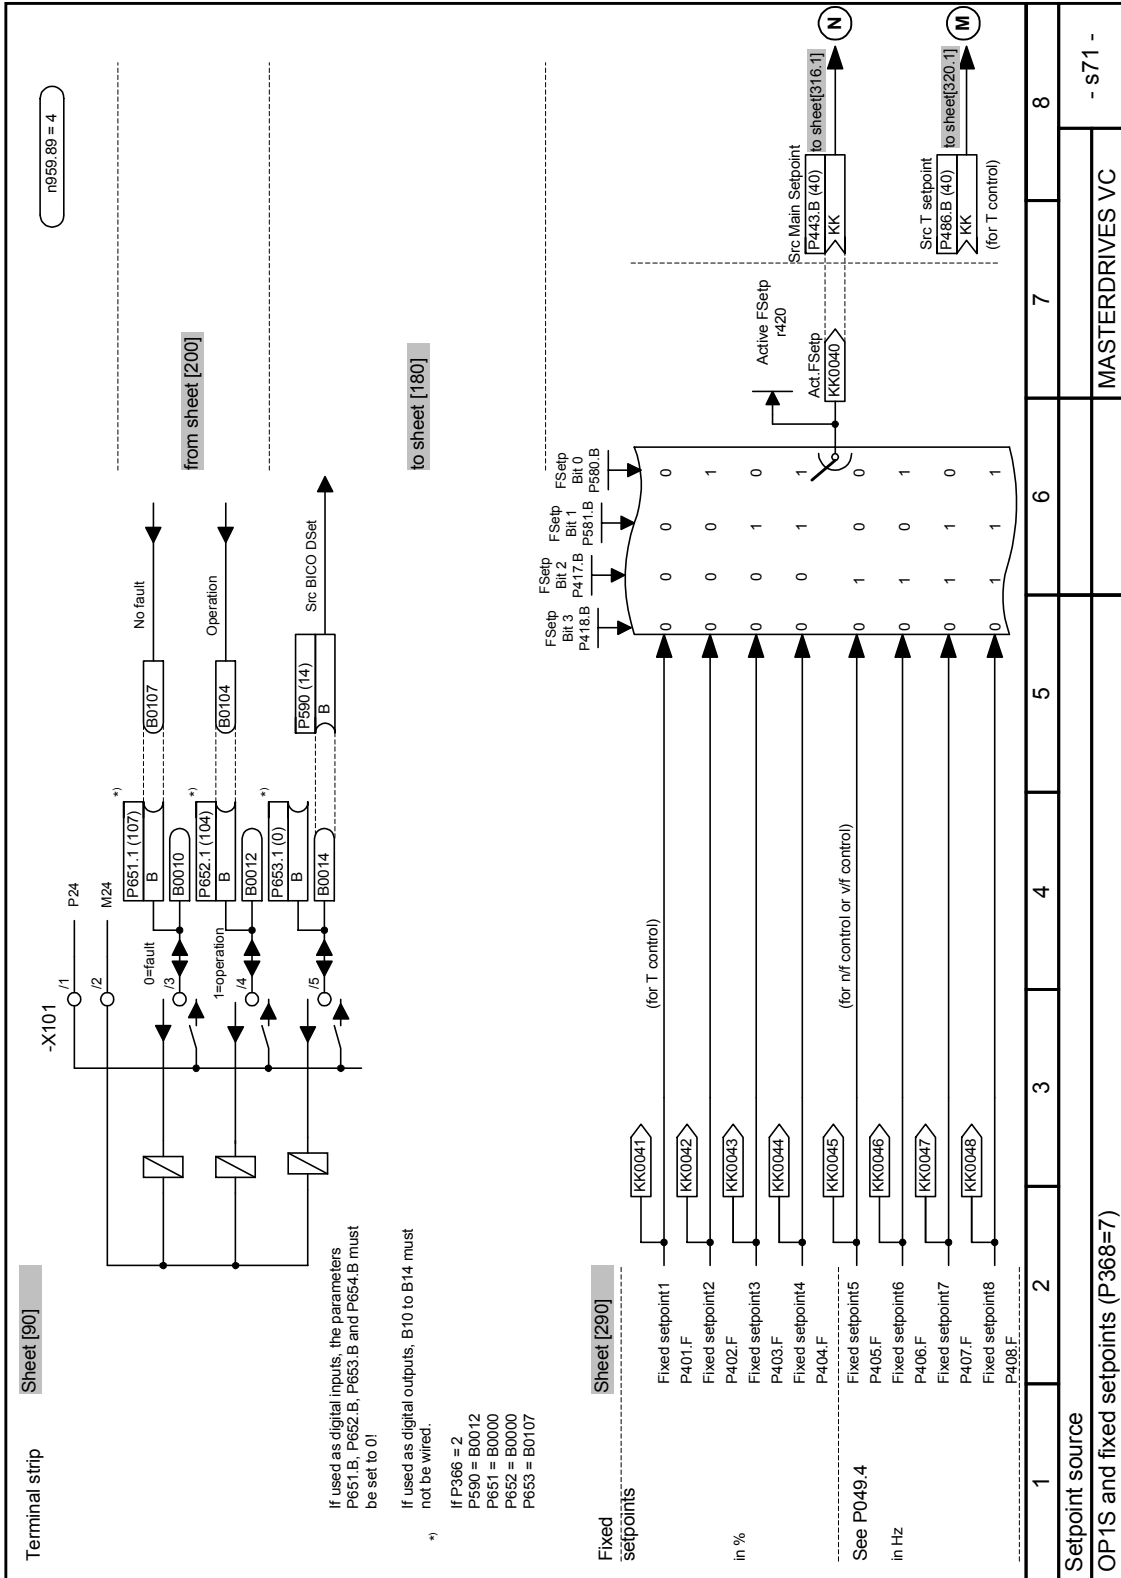 Terminal strip
Sheet [90]
n959.89 = 4
-X101
/1
P24
/2
M24
0=fault
/3
P651.1 (107)
*)
B
B0010
B0107
No fault
from sheet [200]
1=operation
/4
P652.1 (104)
*)
B
B0012
B0104
Operation
/5
P653.1 (0)
*)
B
B0014
P590 (14)
B
Src BICO DSet
to sheet [180]
If used as digital inputs, the parameters
P651.B, P652.B, P653.B and P654.B must
be set to 0!
If used as digital outputs, B10 to B14 must
not be wired.
*)
If P366 = 2
P590 = B0012
P651 = B0000
P652 = B0000
P653 = B0107
Fixed
setpoints
Sheet [290]
in %
See P049.4
in Hz
FSetp
Bit 3
P418.B
FSetp
Bit 2
P417.B
FSetp
Bit 1
P581.B
FSetp
Bit 0
P580.B
Fixed setpoint1
P401.F
KK0041
(for T control)
0 0 0 0
Fixed setpoint2
P402.F
KK0042
0 0 0 1
Fixed setpoint3
P403.F
KK0043
0 0 1 0
Fixed setpoint4
P404.F
KK0044
0 0 1 1
Fixed setpoint5
P405.F
KK0045
(for n/f control or v/f control)
0 1 0 0
Fixed setpoint6
P406.F
KK0046
0 1 0 1
Fixed setpoint7
P407.F
KK0047
0 1 1 0
Fixed setpoint8
P408.F
KK0048
0 1 1 1
Active FSetp
r420
Act.FSetp
KK0040
Src Main Setpoint
P443.B (40)
KK
to sheet[316.1]
N
Src T setpoint
P486.B (40)
KK
(for T control)
to sheet[320.1]
M
1
2
3
4
5
6
7
8
Setpoint source
OP1S and fixed setpoints (P368=7)
MASTERDRIVES VC
- s71 -